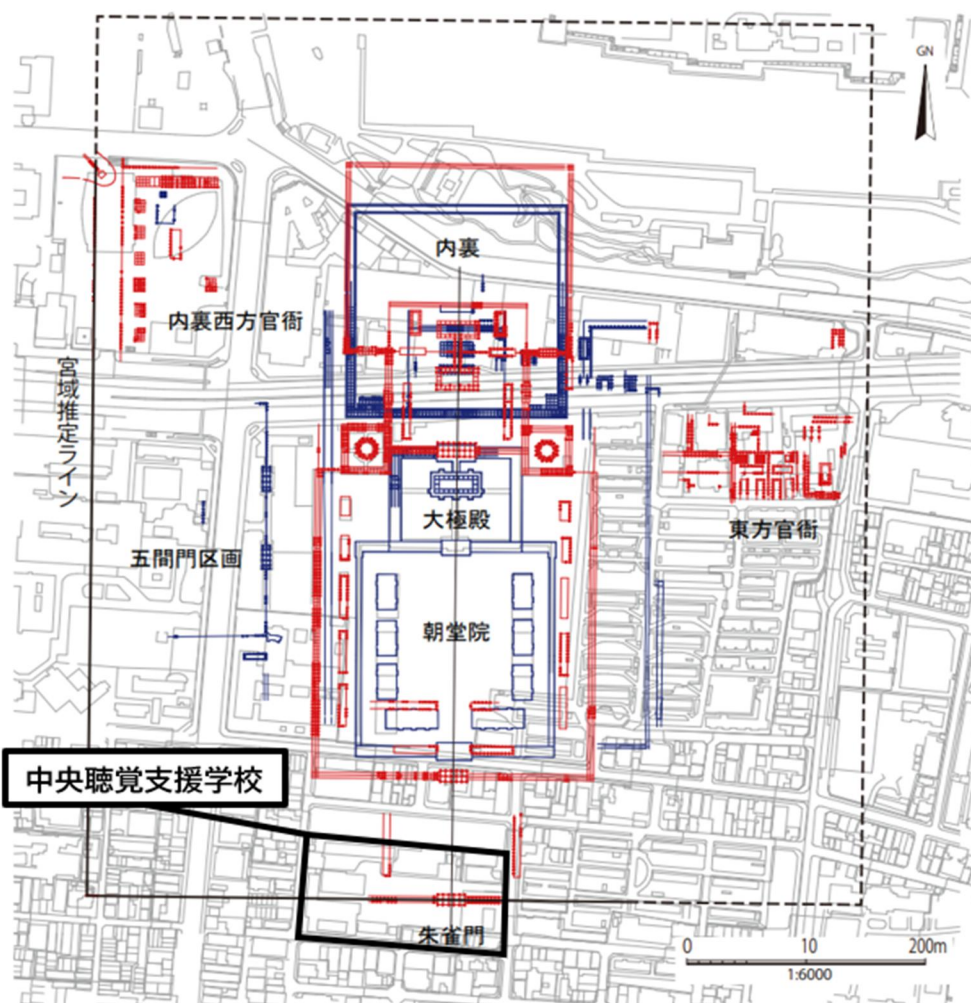 GN
内裏
内裏西方官衙
宮域推定ライン
大極殿
東方官衙
五間門区画
朝堂院
中央聴覚支援学校
朱雀門
0 10 200m
1:6000